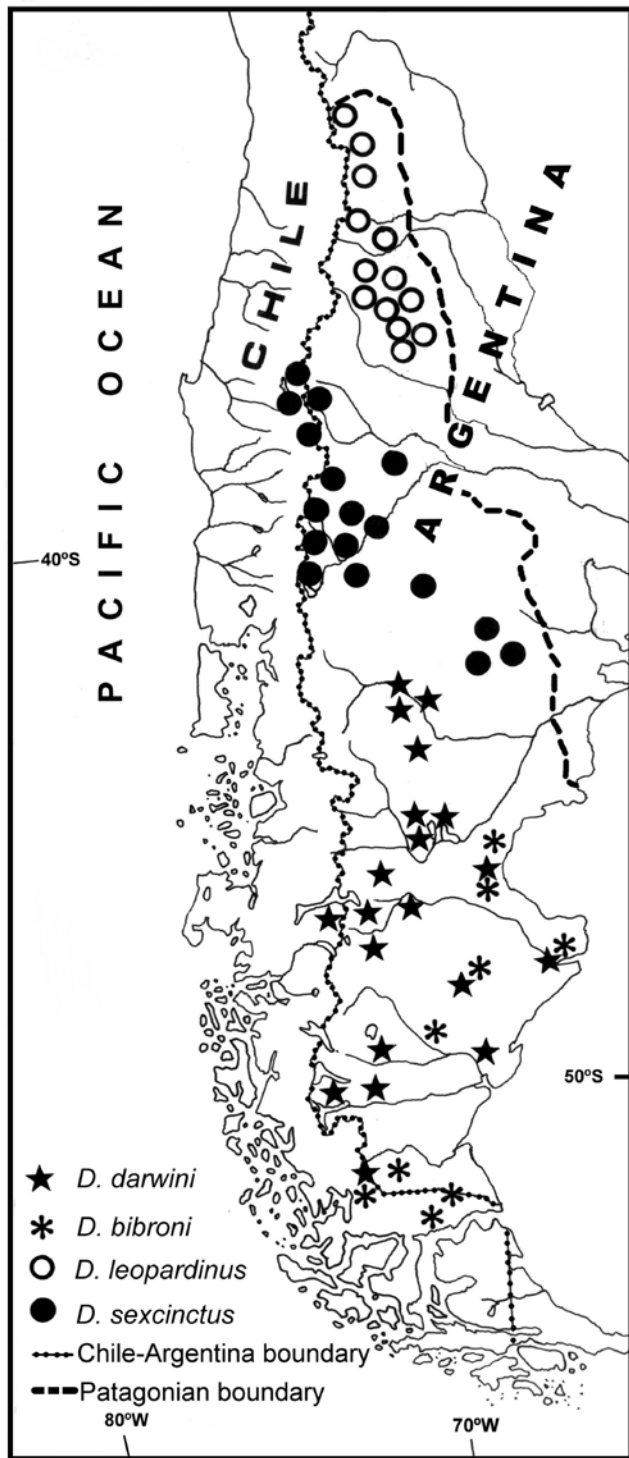 PACIFIC OCEAN
CHILE
ARGENTINA
40ºS
50ºS
D. darwini
D. bibroni
D. leopardinus
D. sexcinctus
Chile-Argentina boundary
Patagonian boundary
80ºW
70ºW